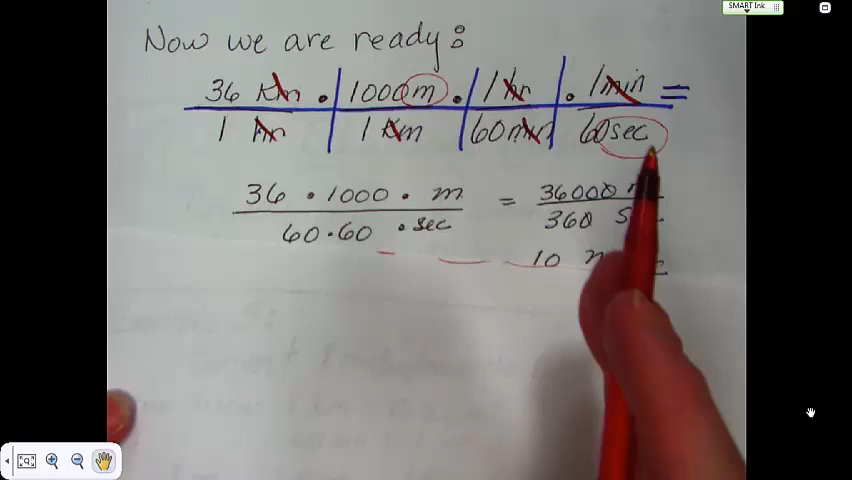 SMART Ink
Now we are ready:
36 Km · 1000m · 1 hr · 1 min =
1 hr 1 Km 60 min 60 sec
36 · 1000 · m = 36000
60 · 60 · sec 360
10